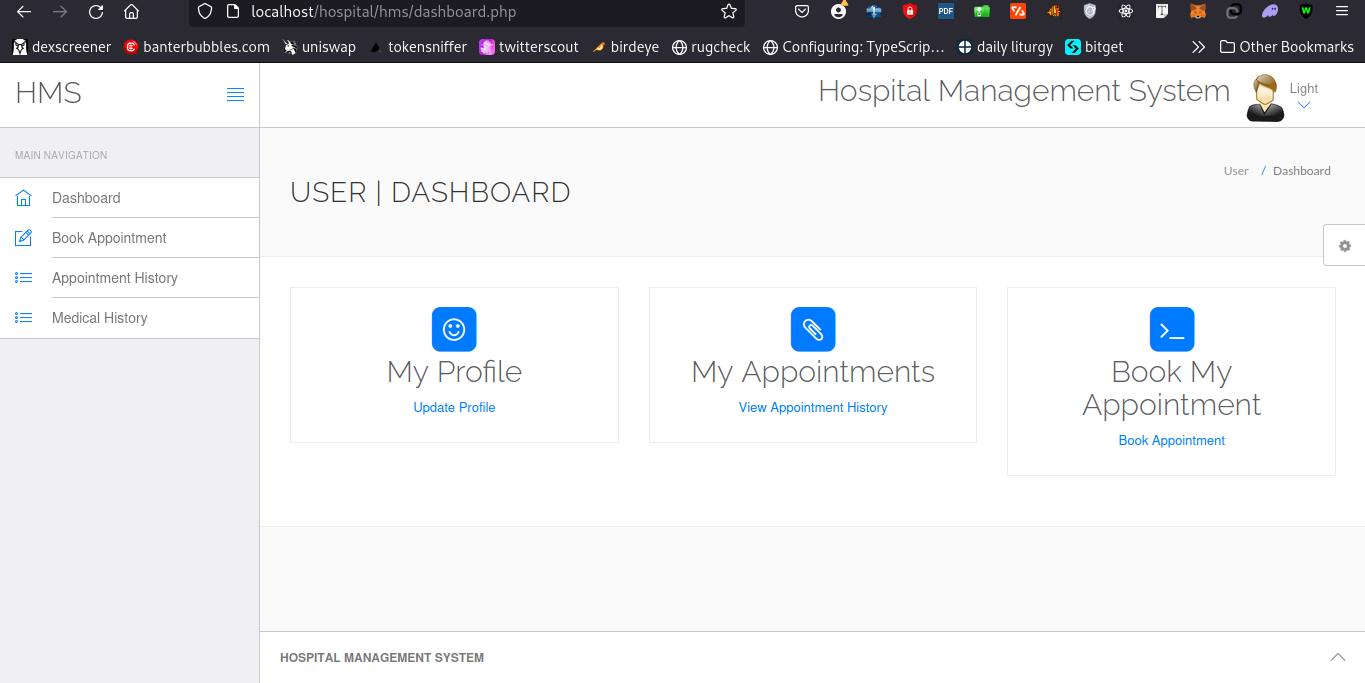 localhost/hospital/hms/dashboard.php
PDF
T
W
dexscreener
banterbubbles.com
uniswap
tokensniffer
twitterscout
birdeye
rugcheck
Configuring: TypeScrip…
daily liturgy
bitget
Other Bookmarks
HMS
Hospital Management System
Light
MAIN NAVIGATION
Dashboard
Book Appointment
Appointment History
Medical History
USER | DASHBOARD
User / Dashboard
My Profile
Update Profile
My Appointments
View Appointment History
Book My
Appointment
Book Appointment
HOSPITAL MANAGEMENT SYSTEM